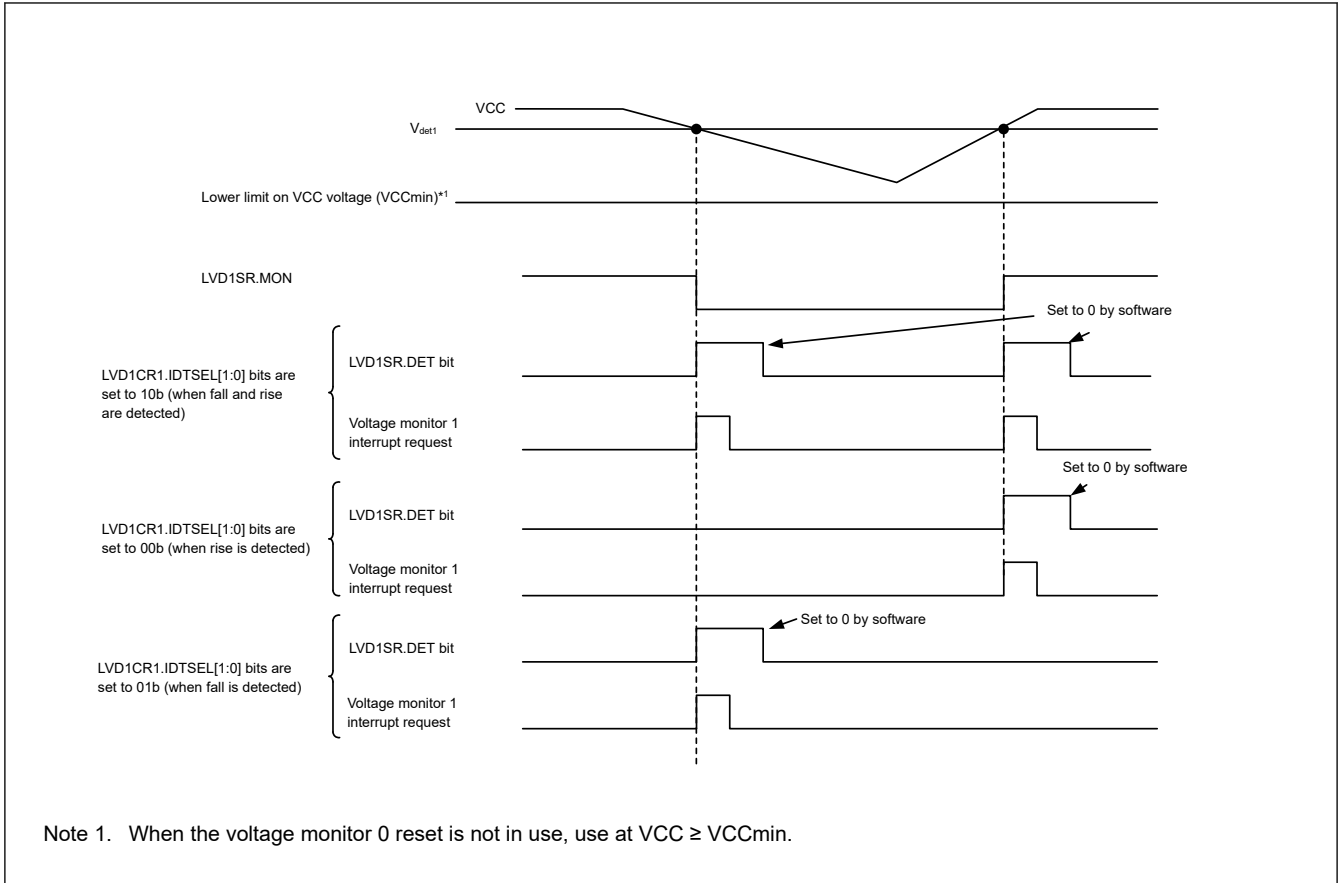 VCC
Vdet1
Lower limit on VCC voltage (VCCmin)*1
LVD1SR.MON
Set to 0 by software
LVD1CR1.IDTSEL[1:0] bits are
set to 10b (when fall and rise
are detected)
LVD1SR.DET bit
Voltage monitor 1
interrupt request
Set to 0 by software
LVD1CR1.IDTSEL[1:0] bits are
set to 00b (when rise is detected)
LVD1SR.DET bit
Voltage monitor 1
interrupt request
Set to 0 by software
LVD1CR1.IDTSEL[1:0] bits are
set to 01b (when fall is detected)
LVD1SR.DET bit
Voltage monitor 1
interrupt request
Note 1. When the voltage monitor 0 reset is not in use, use at VCC ≥ VCCmin.